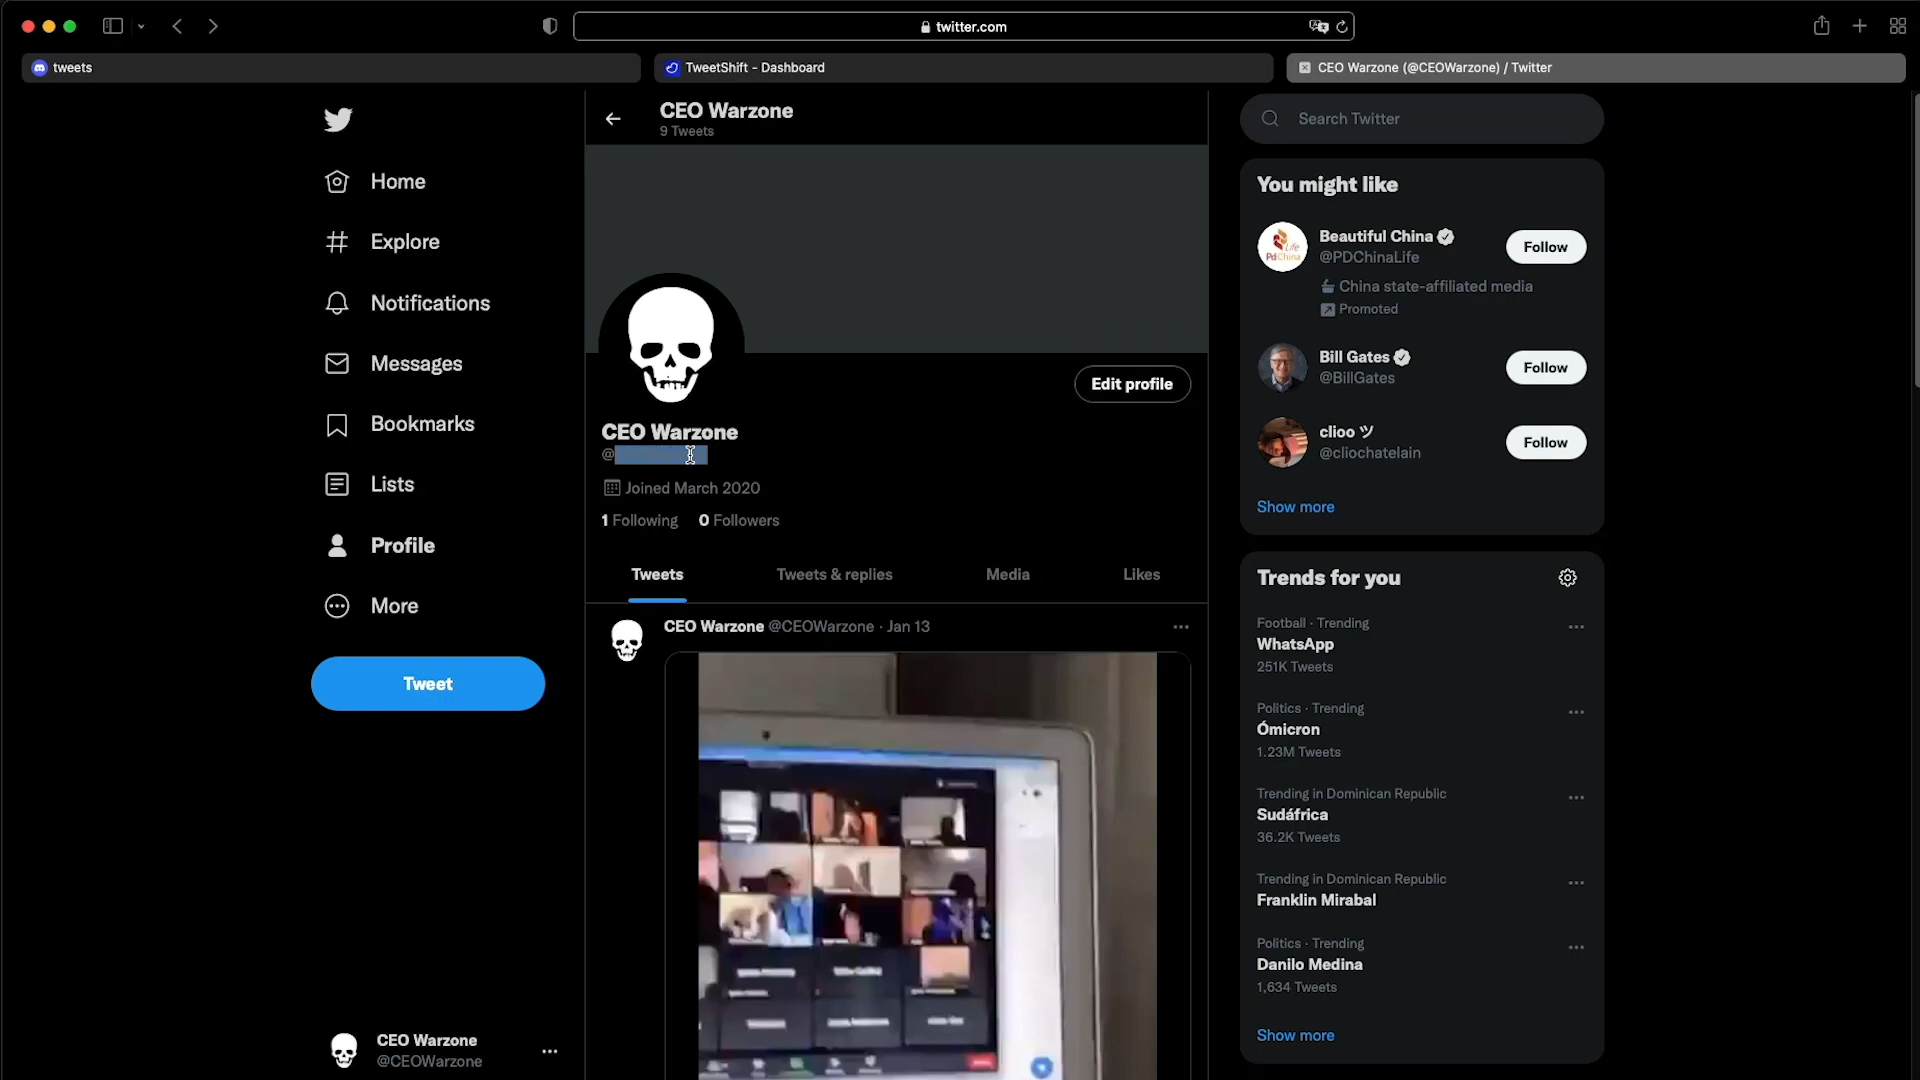 twitter.com
tweets
TweetShift - Dashboard
CEO Warzone (@CEOWarzone) / Twitter
Home
Explore
Notifications
Messages
Bookmarks
Lists
Profile
More
Tweet
CEO Warzone
@CEOWarzone
CEO Warzone
9 Tweets
Edit profile
CEO Warzone
@
Joined March 2020
1 Following 0 Followers
Tweets Tweets & replies Media Likes
CEO Warzone @CEOWarzone · Jan 13
Search Twitter
You might like
Life
PdChina
Beautiful China
@PDChinaLife
China state-affiliated media
Promoted
Follow
Bill Gates
@BillGates
Follow
clioo ツ
@cliochatelain
Follow
Show more
Trends for you
Football · Trending
WhatsApp
251K Tweets
Politics · Trending
Ómicron
1.23M Tweets
Trending in Dominican Republic
Sudáfrica
36.2K Tweets
Trending in Dominican Republic
Franklin Mirabal
Politics · Trending
Danilo Medina
1,634 Tweets
Show more